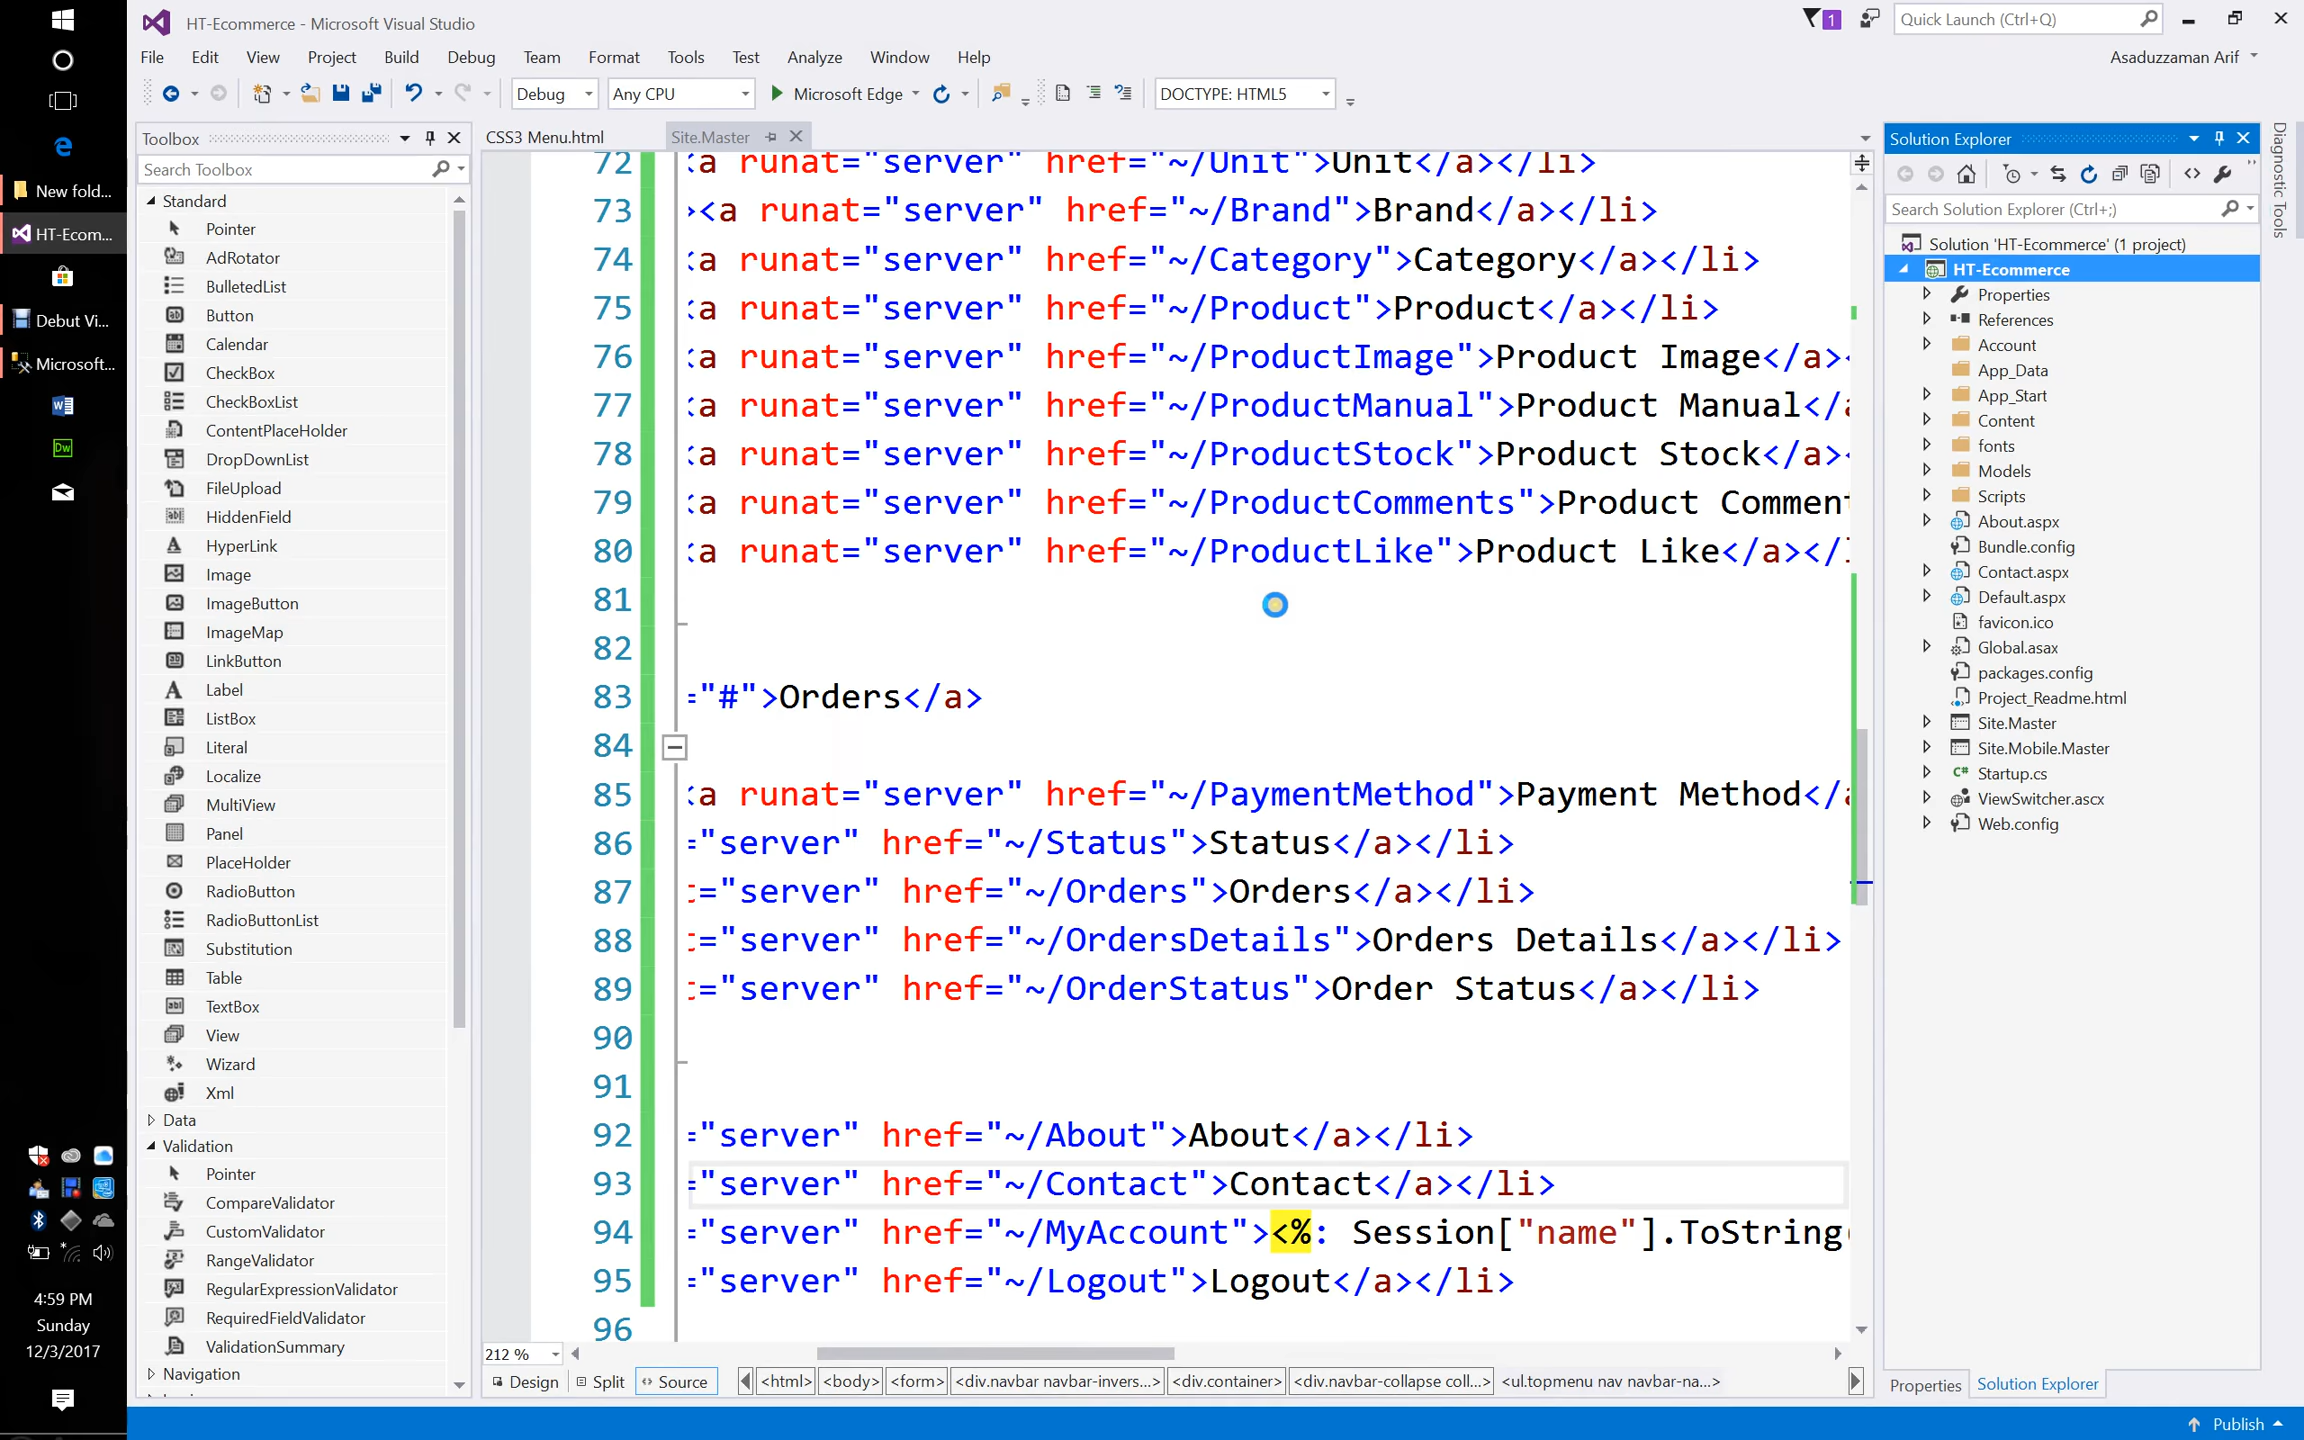 HT-Ecommerce - Microsoft Visual Studio
1
Quick Launch (Ctrl+Q)
File Edit View Project Build Debug Team Format Tools Test Analyze Window Help
Asaduzzaman Arif
Debug
Any CPU
Microsoft Edge
DOCTYPE: HTML5
New fold...
HT-Ecom...
Debut Vi...
Microsoft...
4:59 PM
Sunday
12/3/2017
Toolbox
Search Toolbox
Standard
Pointer
AdRotator
BulletedList
Button
Calendar
CheckBox
CheckBoxList
ContentPlaceHolder
DropDownList
FileUpload
HiddenField
HyperLink
Image
ImageButton
ImageMap
LinkButton
Label
ListBox
Literal
Localize
MultiView
Panel
PlaceHolder
RadioButton
RadioButtonList
Substitution
Table
TextBox
View
Wizard
Xml
Data
Validation
Pointer
CompareValidator
CustomValidator
RangeValidator
RegularExpressionValidator
RequiredFieldValidator
ValidationSummary
Navigation
CSS3 Menu.html
Site.Master
72 <a runat="server" href="~/Unit">Unit</a></li>
73 ><a runat="server" href="~/Brand">Brand</a></li>
74 <a runat="server" href="~/Category">Category</a></li>
75 <a runat="server" href="~/Product">Product</a></li>
76 <a runat="server" href="~/ProductImage">Product Image</a><
77 <a runat="server" href="~/ProductManual">Product Manual</a
78 <a runat="server" href="~/ProductStock">Product Stock</a><
79 <a runat="server" href="~/ProductComments">Product Comment
80 <a runat="server" href="~/ProductLike">Product Like</a></l
81
82
83 ="#">Orders</a>
84
85 <a runat="server" href="~/PaymentMethod">Payment Method</a
86 ="server" href="~/Status">Status</a></li>
87 t="server" href="~/Orders">Orders</a></li>
88 t="server" href="~/OrdersDetails">Orders Details</a></li>
89 t="server" href="~/OrderStatus">Order Status</a></li>
90
91
92 ="server" href="~/About">About</a></li>
93 ="server" href="~/Contact">Contact</a></li>
94 ="server" href="~/MyAccount"><%: Session["name"].ToString(
95 ="server" href="~/Logout">Logout</a></li>
96
212 %
Design Split Source
<html> <body> <form> <div.navbar navbar-invers...> <div.container> <div.navbar-collapse coll...> <ul.topmenu nav navbar-na...>
Solution Explorer
Search Solution Explorer (Ctrl+;)
Solution 'HT-Ecommerce' (1 project)
HT-Ecommerce
Properties
References
Account
App_Data
App_Start
Content
fonts
Models
Scripts
About.aspx
Bundle.config
Contact.aspx
Default.aspx
favicon.ico
Global.asax
packages.config
Project_Readme.html
Site.Master
Site.Mobile.Master
Startup.cs
ViewSwitcher.ascx
Web.config
Properties Solution Explorer
Diagnostic Tools
Publish